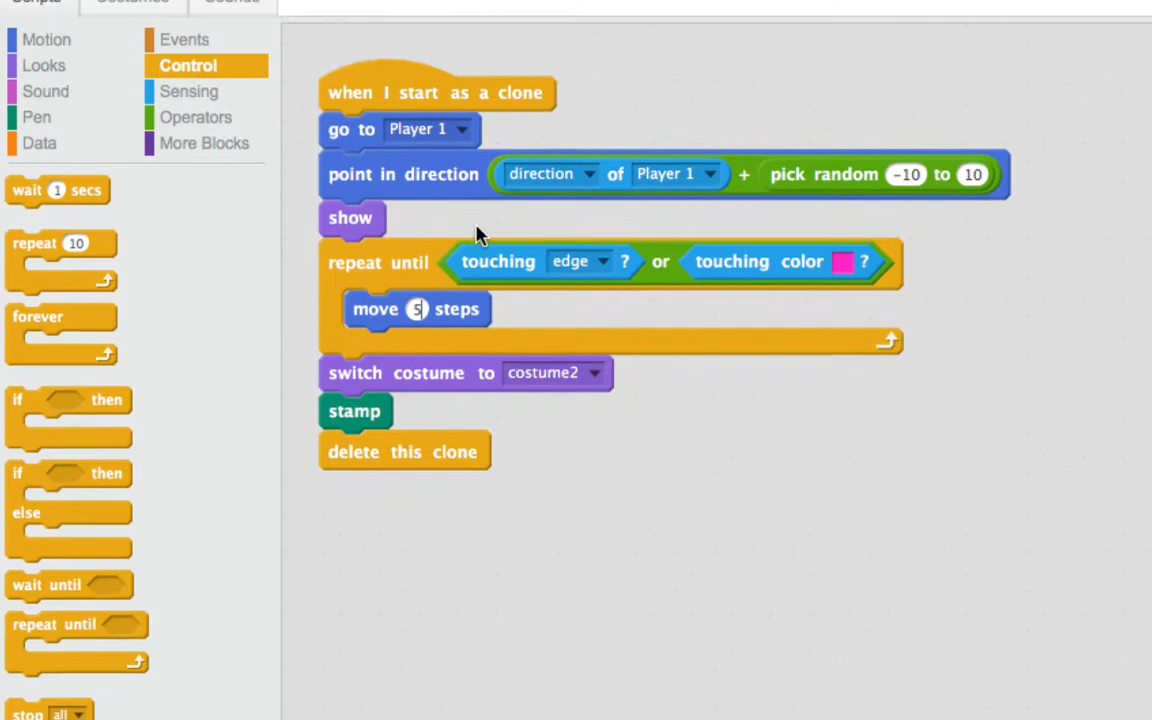 Scripts Costumes Sounds
Motion Events
Looks Control
Sound Sensing
Pen Operators
Data More Blocks
wait 1 secs
repeat 10
forever
if then
if then
else
wait until
repeat until
stop all
when I start as a clone
go to Player 1
point in direction direction of Player 1 + pick random -10 to 10
show
repeat until touching edge ? or touching color ?
move 5 steps
switch costume to costume2
stamp
delete this clone